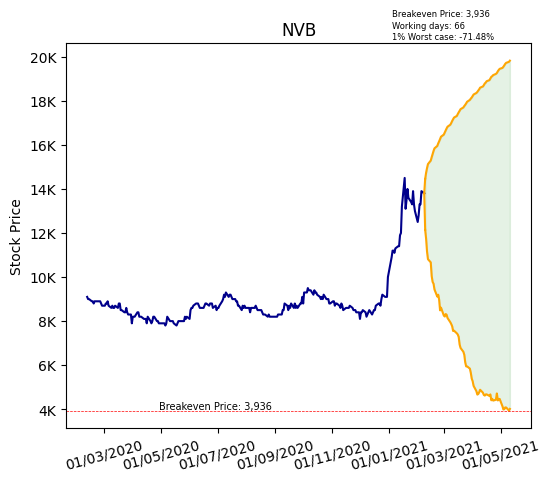 Breakeven Price: 3,936
Working days: 66
1% Worst case: -71.48%
NVB
Stock Price
20K
18K
16K
14K
12K
10K
8K
6K
4K
Breakeven Price: 3,936
01/03/2020
01/05/2020
01/07/2020
01/09/2020
01/11/2020
01/01/2021
01/03/2021
01/05/2021